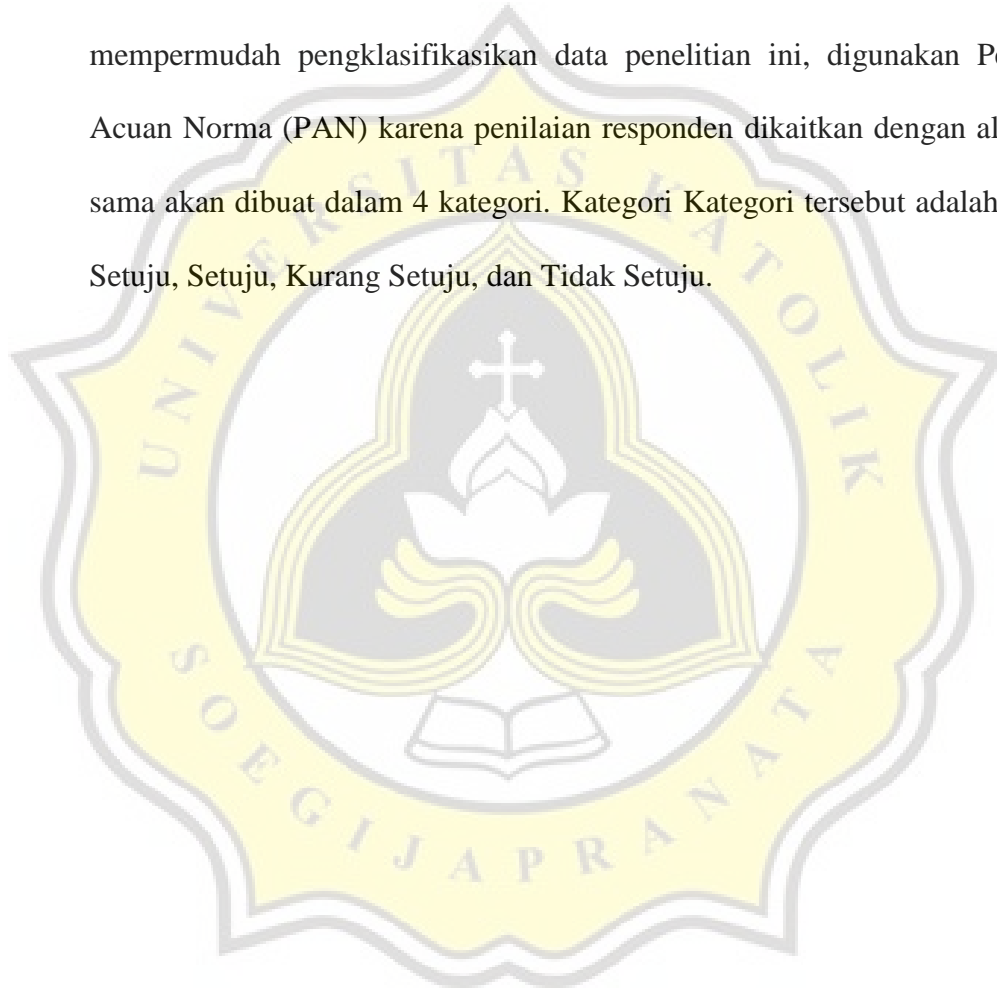 mempermudah pengklasifikasikan data penelitian ini, digunakan
Acuan Norma (PAN) karena penilaian responden dikaitkan dengan
sama akan dibuat dalam 4 kategori. Kategori Kategori tersebut adalah
Setuju, Setuju, Kurang Setuju, dan Tidak Setuju.
UNIVERSITAS KATOLIK
SOEGIJAPRANATA